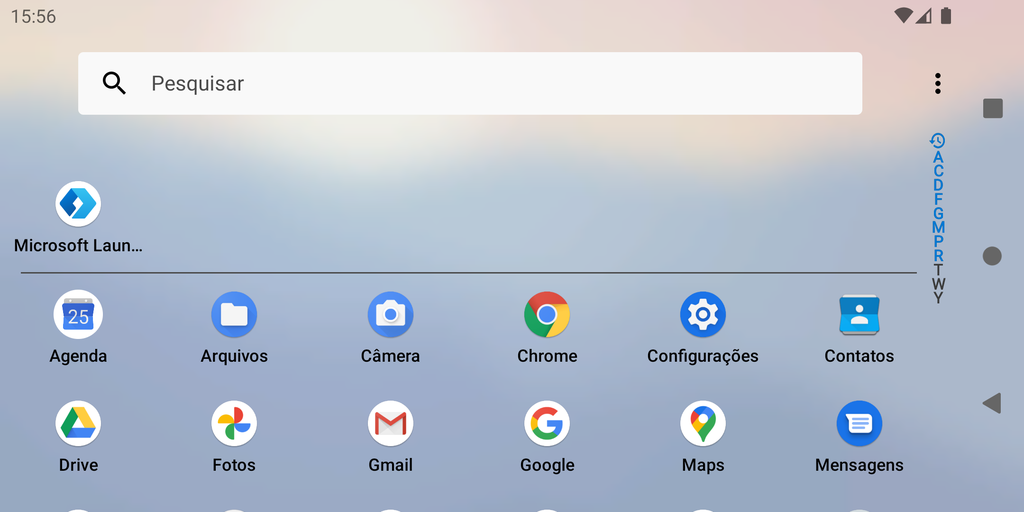 15:56
Pesquisar
Microsoft Laun...
A
C
D
F
G
M
P
R
T
W
Y
25
Agenda
Arquivos
Câmera
Chrome
Configurações
Contatos
Drive
Fotos
Gmail
Google
Maps
Mensagens